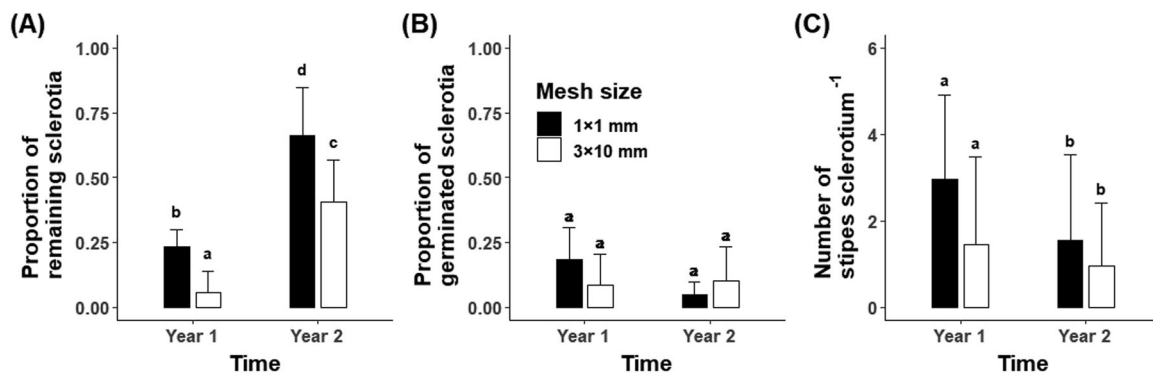 (A)
Proportion of
remaining sclerotia
1.00
0.75
0.50
0.25
0.00
b
a
d
c
Year 1
Year 2
Time
(B)
Proportion of
germinated sclerotia
1.00
0.75
0.50
0.25
0.00
Mesh size
1×1 mm
3×10 mm
a
a
a
a
Year 1
Year 2
Time
(C)
Number of
stipes sclerotium⁻¹
6
4
2
0
a
a
b
b
Year 1
Year 2
Time